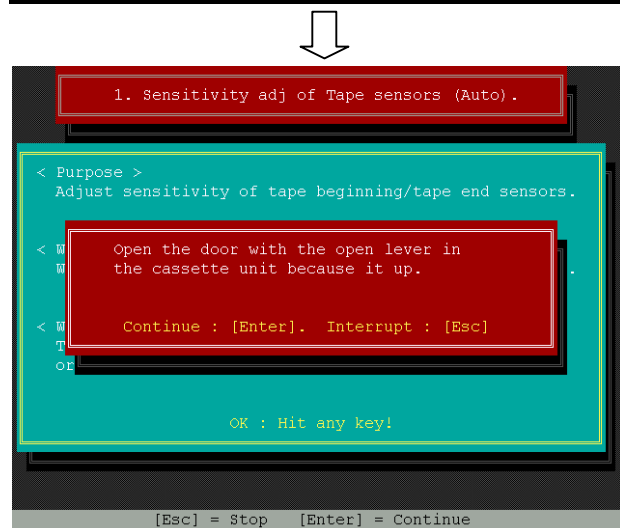 1. Sensitivity adj of Tape sensors (Auto).
< Purpose >
Adjust sensitivity of tape beginning/tape end sensors.
< W
W .
Open the door with the open lever in
the cassette unit because it up.
Continue : [Enter]. Interrupt : [Esc]
< W
T
or
OK : Hit any key!
[Esc] = Stop [Enter] = Continue